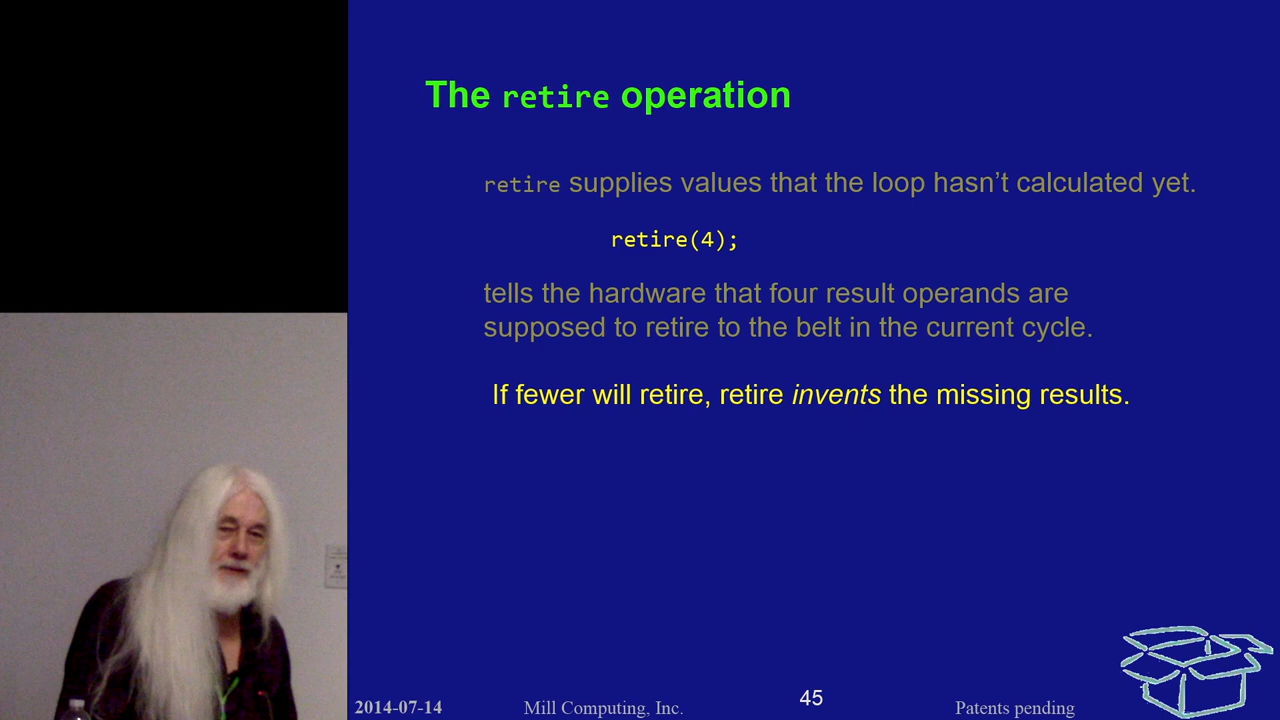 The retire operation
retire supplies values that the loop hasn’t calculated yet.
retire(4);
tells the hardware that four result operands are
supposed to retire to the belt in the current cycle.
If fewer will retire, retire invents the missing results.
2014-07-14
Mill Computing, Inc.
45
Patents pending